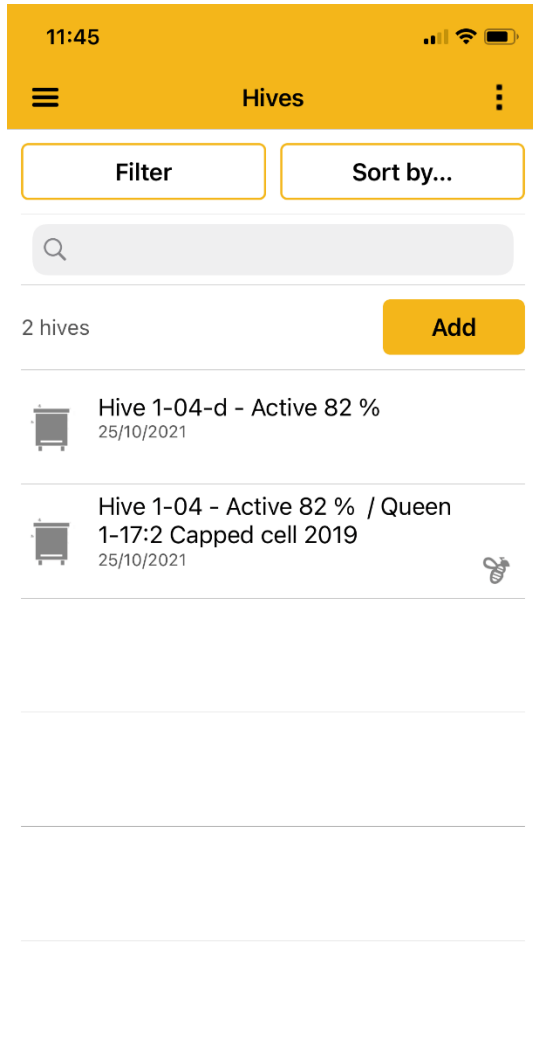 11:45
Hives
Filter
Sort by...
2 hives
Add
Hive 1-04-d - Active 82 %
25/10/2021
Hive 1-04 - Active 82 % / Queen
1-17:2 Capped cell 2019
25/10/2021